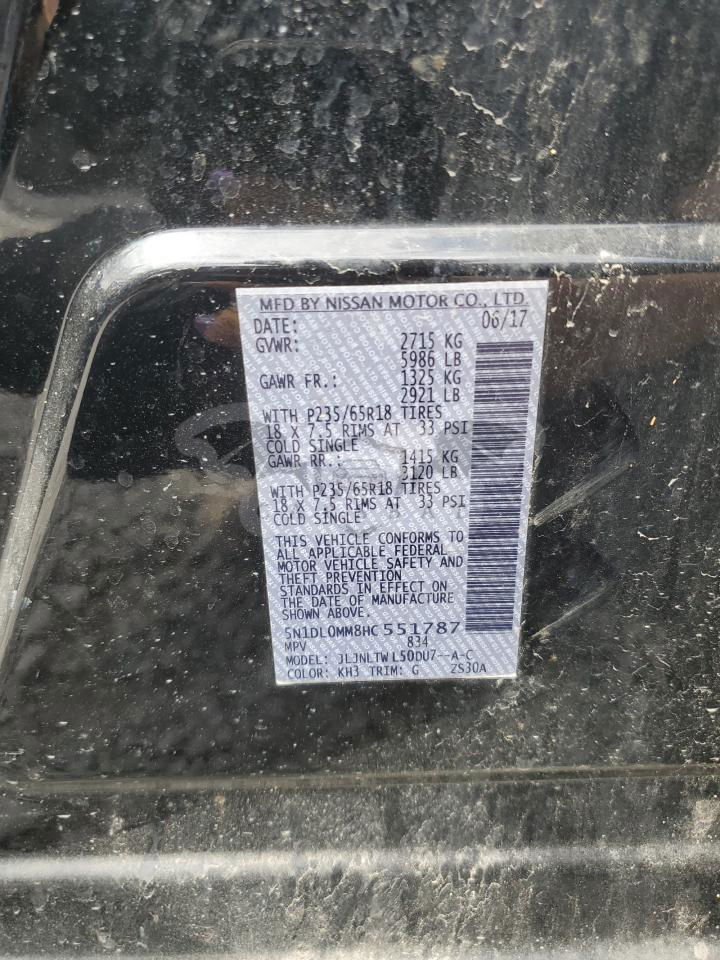 MFD BY NISSAN MOTOR CO., LTD.
DATE: 06/17
GVWR: 2715 KG
5986 LB
GAWR FR.: 1325 KG
2921 LB
WITH P235/65R18 TIRES
18 X 7.5 RIMS AT 33 PSI
COLD SINGLE
GAWR RR.: 1415 KG
3120 LB
WITH P235/65R18 TIRES
18 X 7.5 RIMS AT 33 PSI
COLD SINGLE
THIS VEHICLE CONFORMS TO
ALL APPLICABLE FEDERAL
MOTOR VEHICLE SAFETY AND
THEFT PREVENTION
STANDARDS IN EFFECT ON
THE DATE OF MANUFACTURE
SHOWN ABOVE
5N1DL0MM8HC551787
MPV 834
MODEL: JLJNLTWL50DU7--A-C
COLOR: KH3 TRIM: G 2S30A